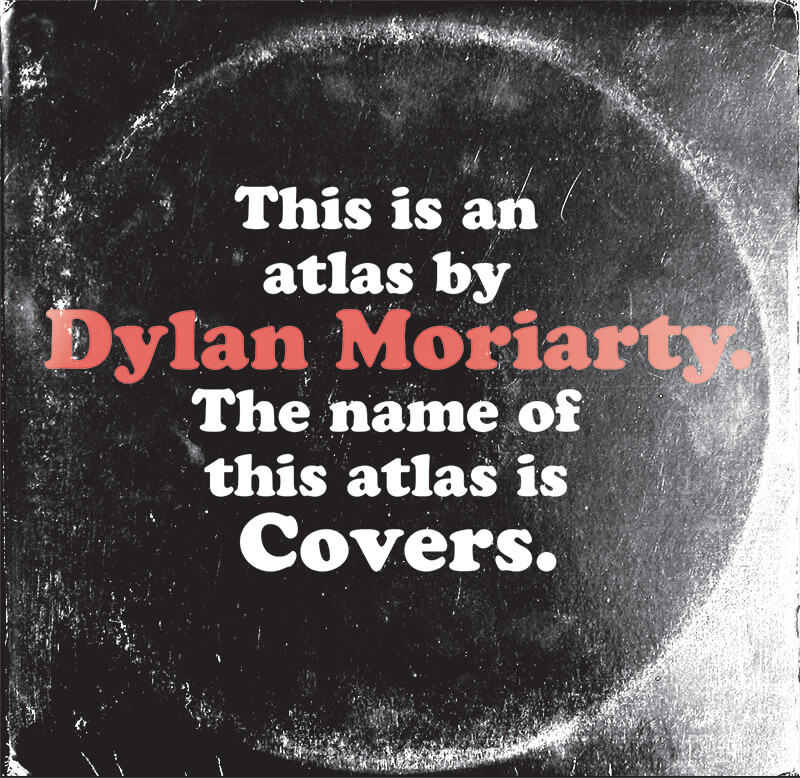 This is an
atlas by
Dylan Moriarty.
The name of
this atlas is
Covers.